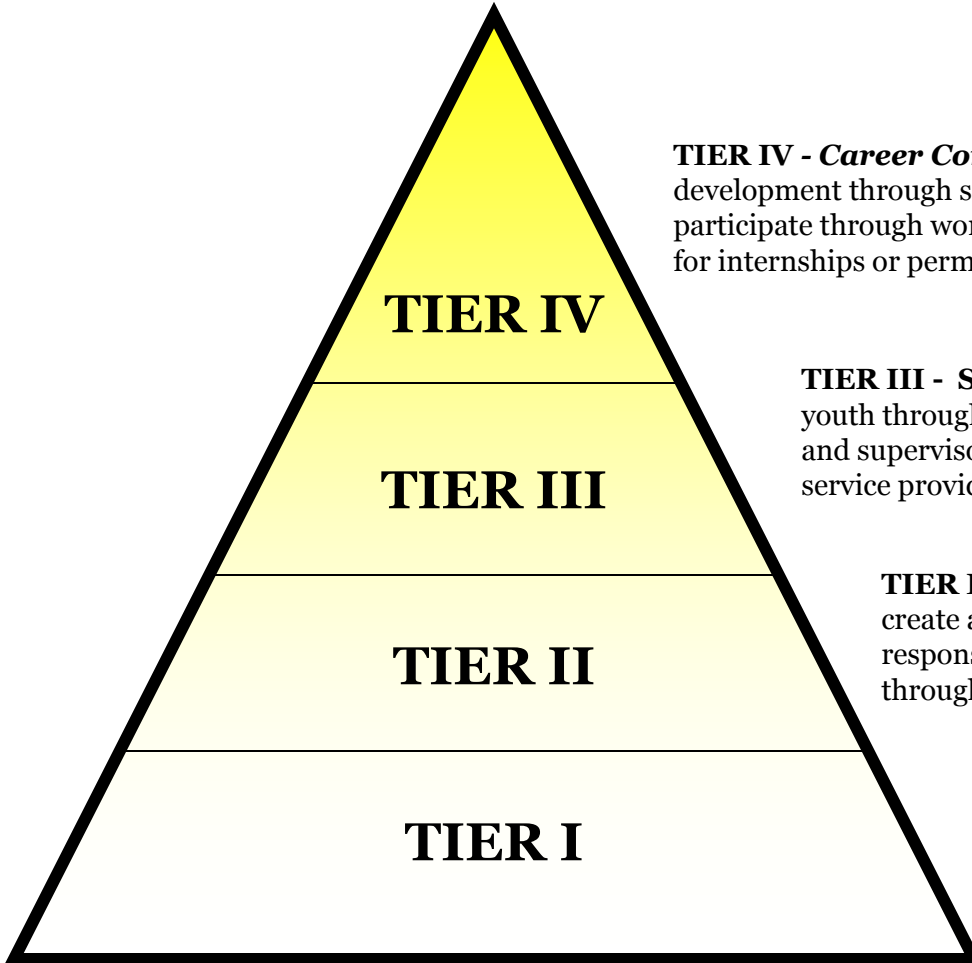 TIER IV - Career Co
development through s
participate through wor
for internships or perm
TIER IV
TIER III - S
youth through
and superviso
service provid
TIER III
TIER I
create a
respons
through
TIER II
TIER I